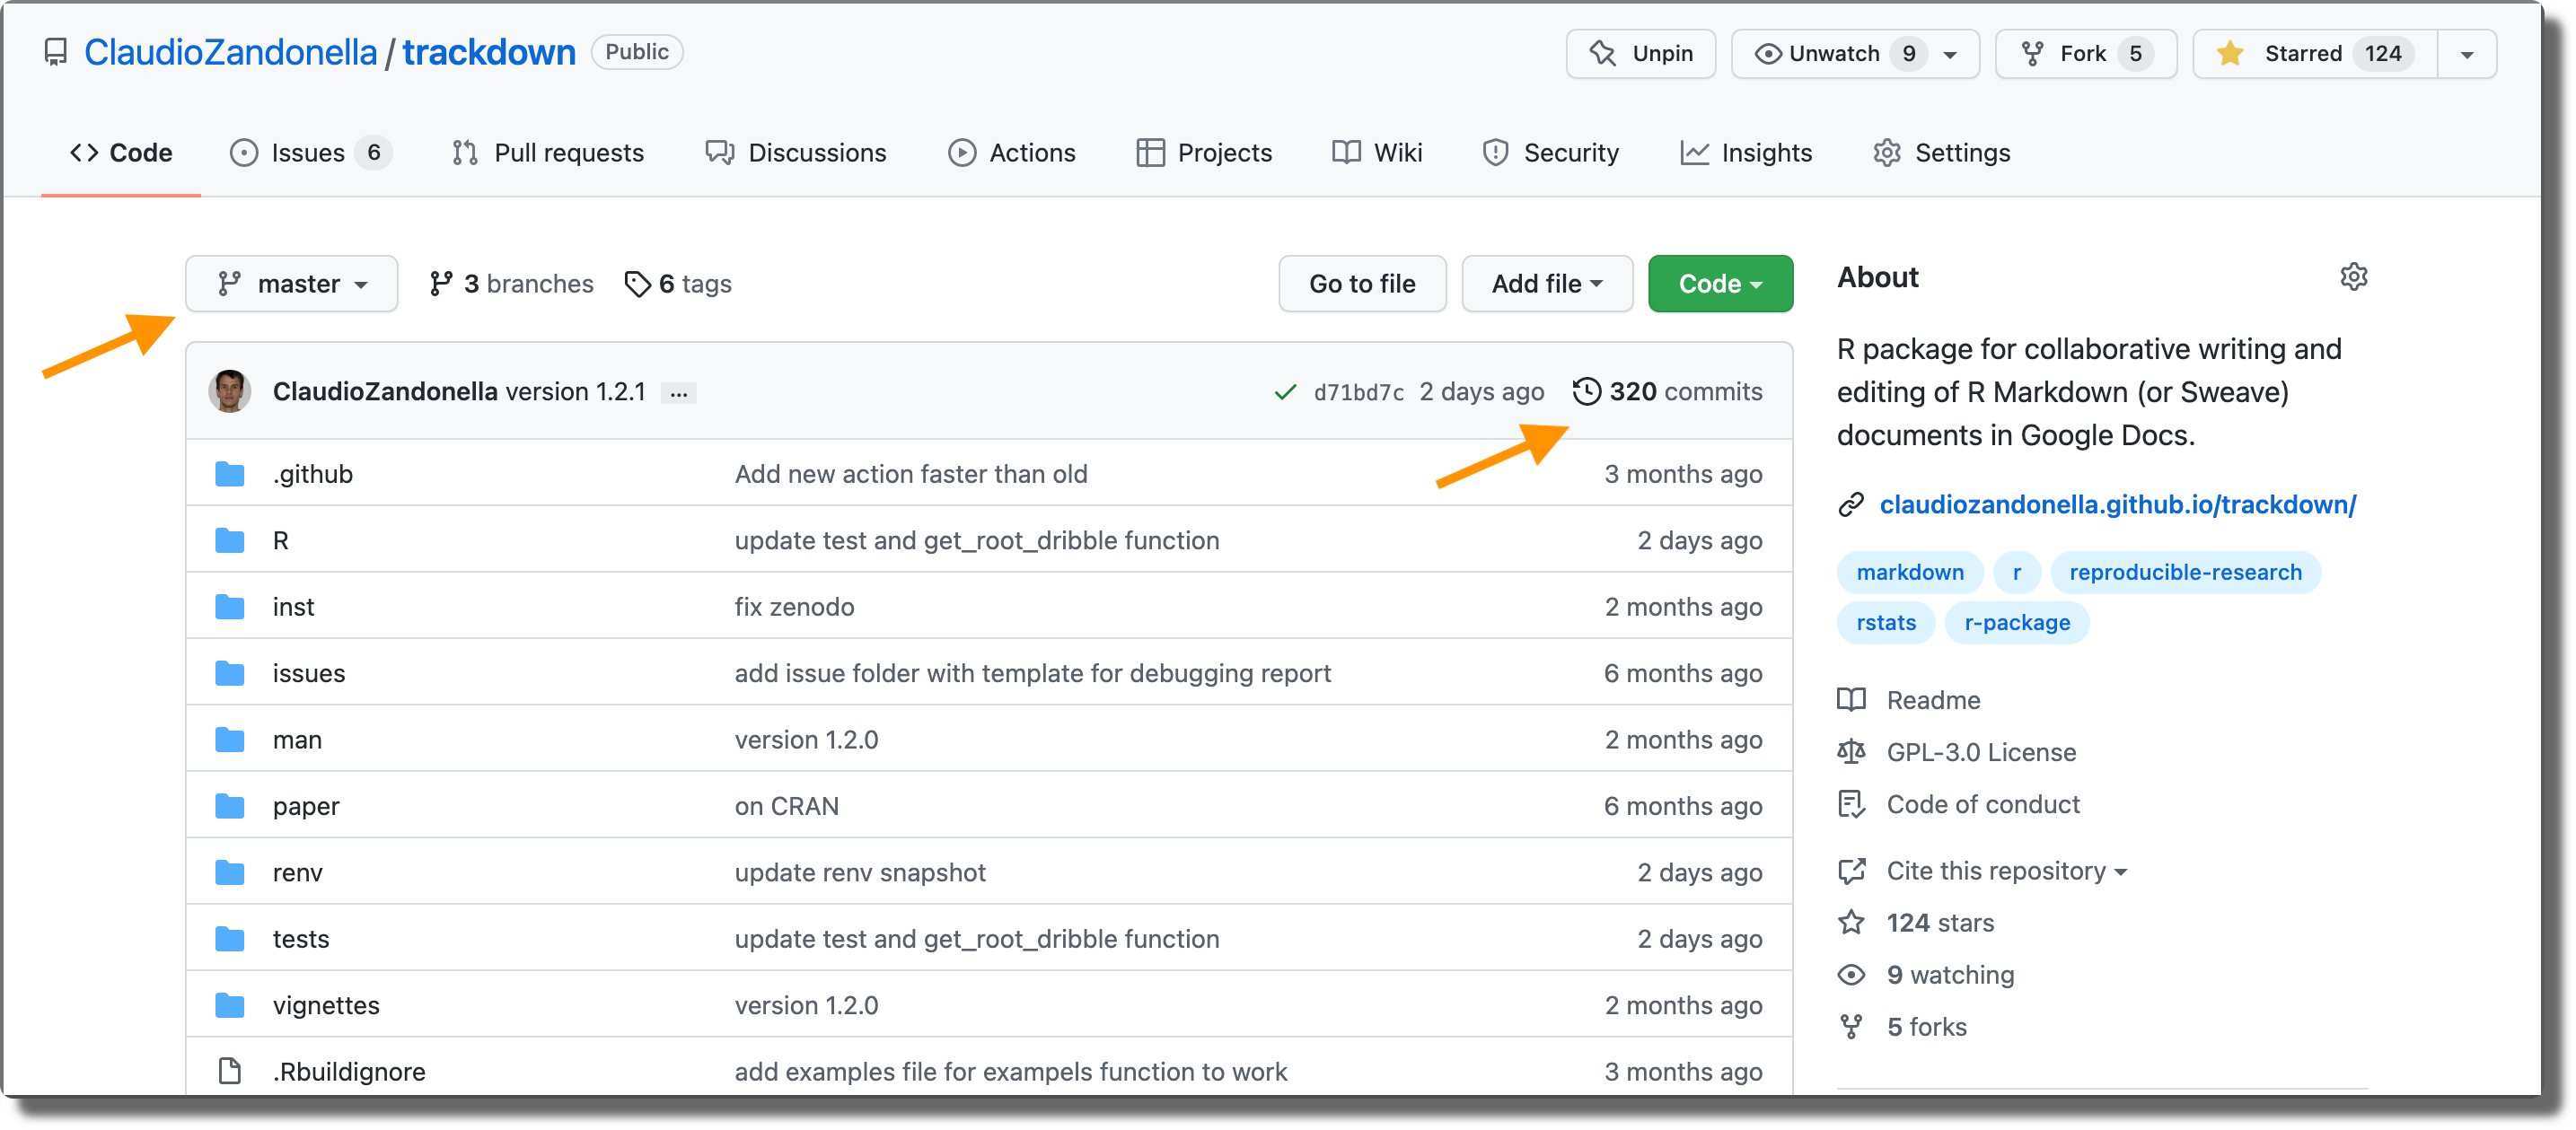 ClaudioZandonella / trackdown Public
Unpin Unwatch 9 Fork 5 Starred 124
Code Issues 6 Pull requests Discussions Actions Projects Wiki Security Insights Settings
master 3 branches 6 tags Go to file Add file Code
ClaudioZandonella version 1.2.1 ... d71bd7c 2 days ago 320 commits
.github Add new action faster than old 3 months ago
R update test and get_root_dribble function 2 days ago
inst fix zenodo 2 months ago
issues add issue folder with template for debugging report 6 months ago
man version 1.2.0 2 months ago
paper on CRAN 6 months ago
renv update renv snapshot 2 days ago
tests update test and get_root_dribble function 2 days ago
vignettes version 1.2.0 2 months ago
.Rbuildignore add examples file for exampels function to work 3 months ago
About
R package for collaborative writing and
editing of R Markdown (or Sweave)
documents in Google Docs.
claudiozandonella.github.io/trackdown/
markdown r reproducible-research
rstats r-package
Readme
GPL-3.0 License
Code of conduct
Cite this repository
124 stars
9 watching
5 forks